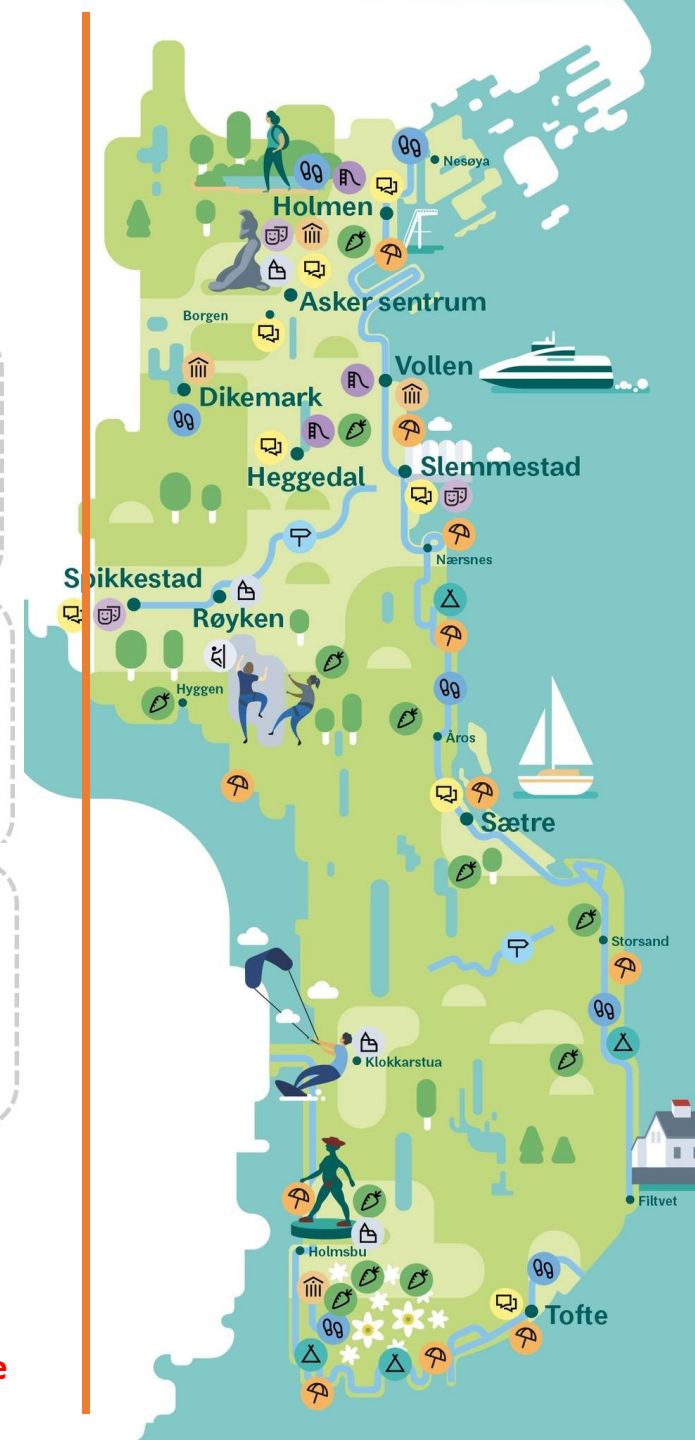 Nesøya
Holmen
Asker sentrum
Borgen
Vollen
Dikemark
Heggedal
Slemmestad
Nærsnes
Spikkestad
Røyken
Hyggen
Åros
Sætre
Storsand
Klokkarstua
Filtvet
Holmsbu
Tofte
e